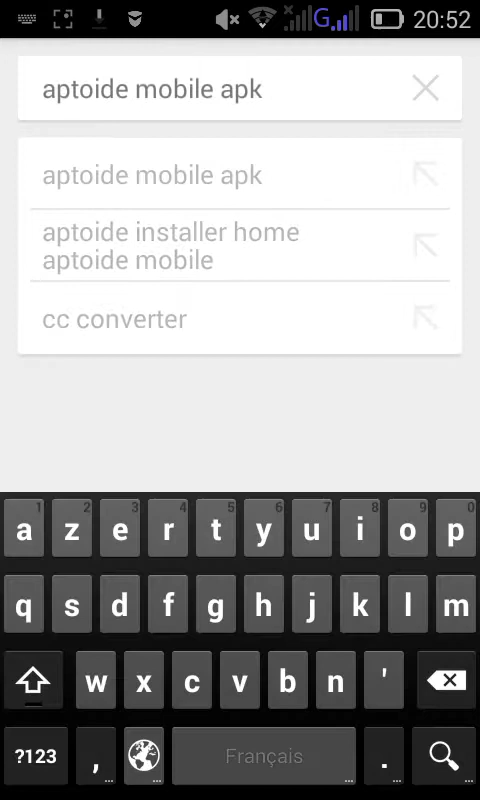 G 20:52
aptoide mobile apk
aptoide mobile apk
aptoide installer home
aptoide mobile
cc converter
1 2 3 4 5 6 7 8 9 0
a z e r t y u i o p
q s d f g h j k l m
w x c v b n '
?123 , Français .